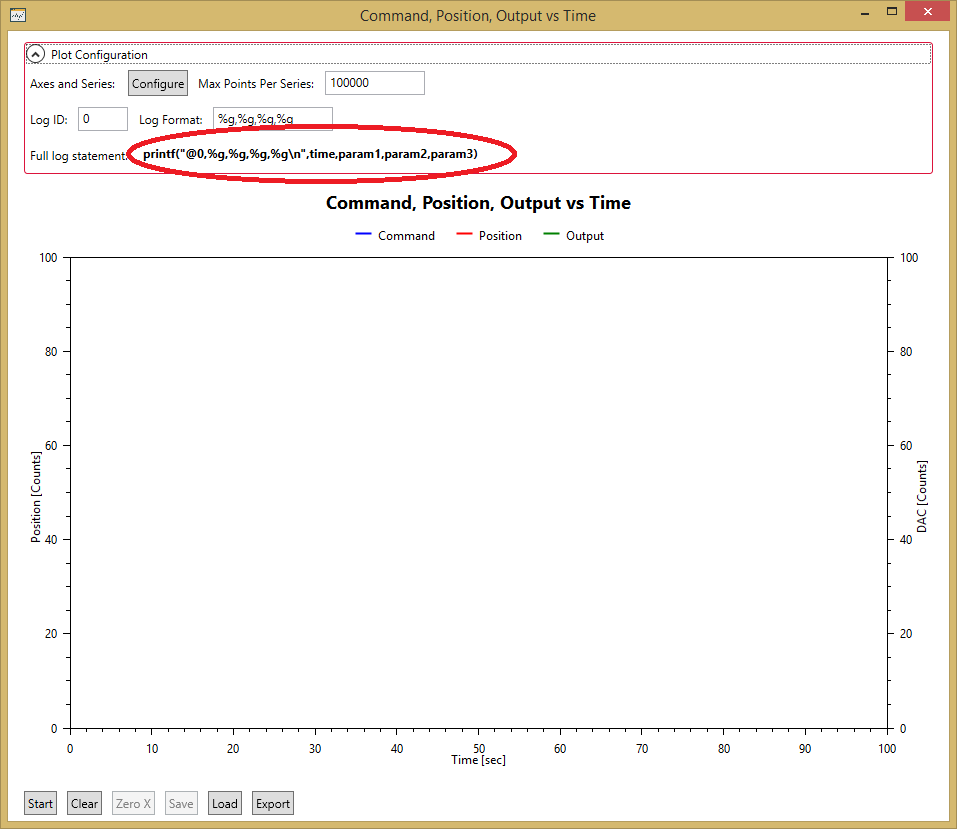 Command, Position, Output vs Time
Plot Configuration
Axes and Series: Configure Max Points Per Series: 100000
Log ID: 0 Log Format: %g,%g,%g,%g
Full log statement: printf("@0,%g,%g,%g,%g\n",time,param1,param2,param3)
Command, Position, Output vs Time
Command Position Output
100 100
80 80
60 60
Position [Counts] DAC [Counts]
40 40
20 20
0 0
0 10 20 30 40 50 60 70 80 90 100
Time [sec]
Start Clear Zero X Save Load Export